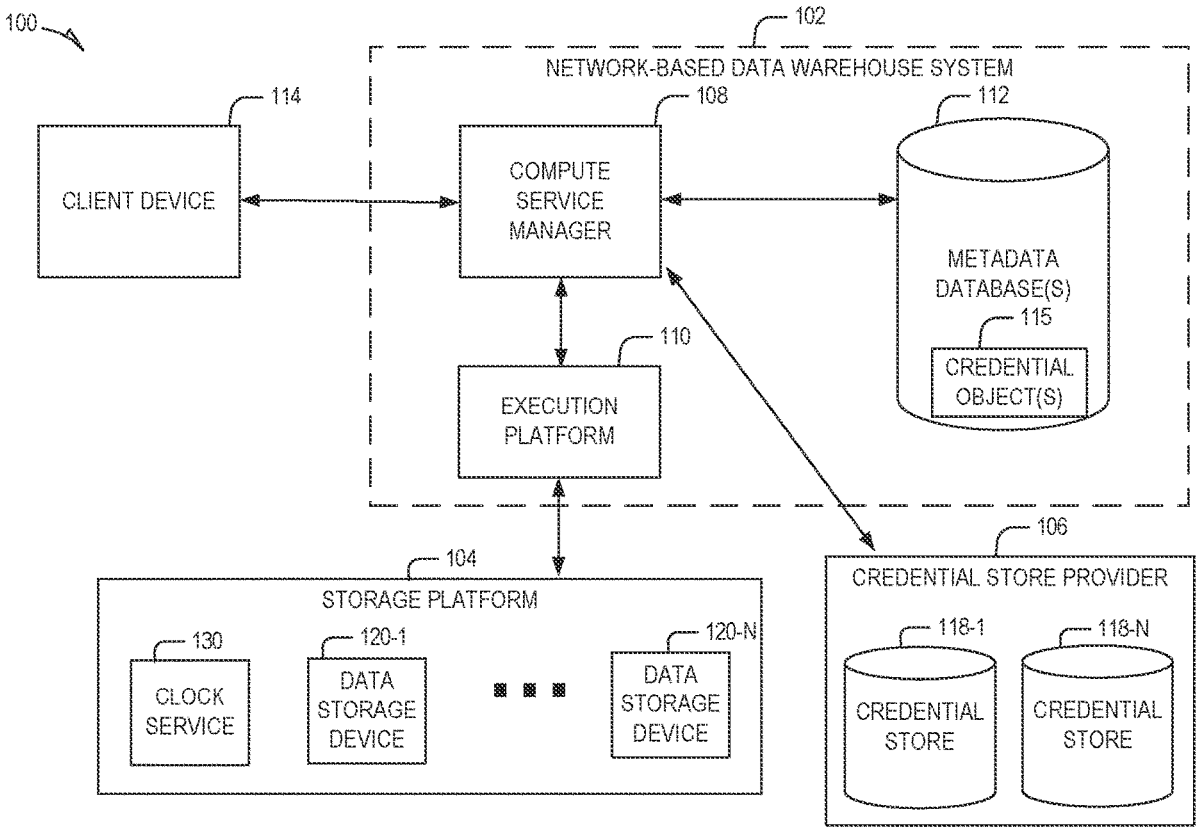 100
102
NETWORK-BASED DATA WAREHOUSE SYSTEM
114
CLIENT DEVICE
108
COMPUTE
SERVICE
MANAGER
112
METADATA
DATABASE(S)
115
CREDENTIAL
OBJECT(S)
110
EXECUTION
PLATFORM
104
STORAGE PLATFORM
130
CLOCK
SERVICE
120-1
DATA
STORAGE
DEVICE
120-N
DATA
STORAGE
DEVICE
106
CREDENTIAL STORE PROVIDER
118-1
CREDENTIAL
STORE
118-N
CREDENTIAL
STORE